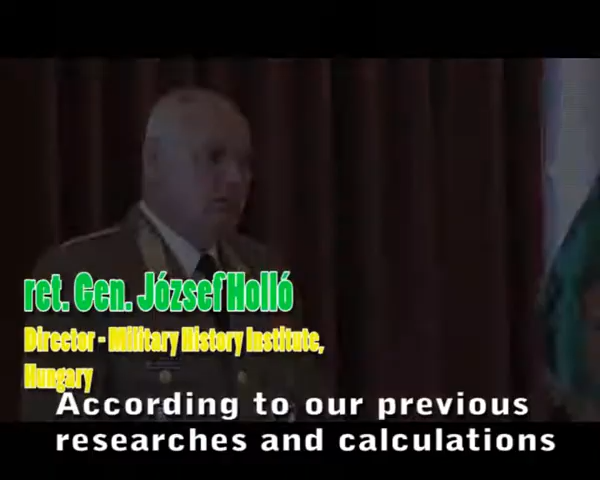 ret. Gen. József Holló
Director - Military History Institute,
Hungary
According to our previous
researches and calculations